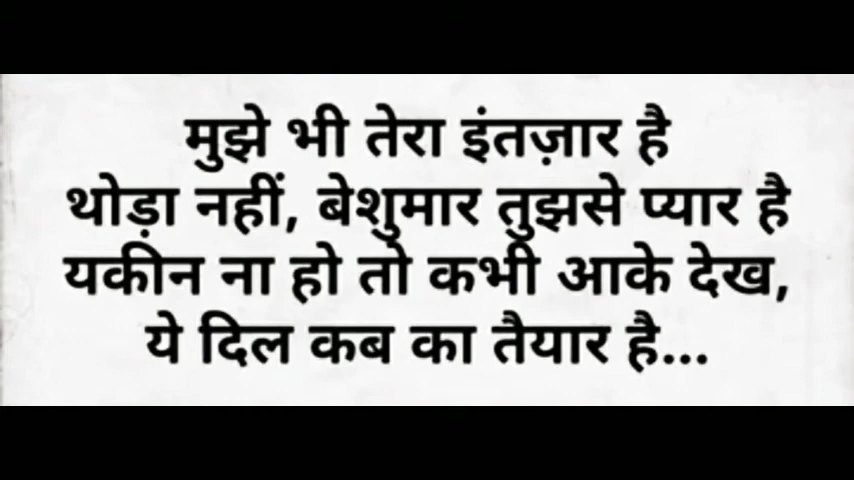 मुझे भी तेरा इंतज़ार है
थोड़ा नहीं, बेशुमार तुझसे प्यार है
यकीन ना हो तो कभी आके देख,
ये दिल कब का तैयार है...